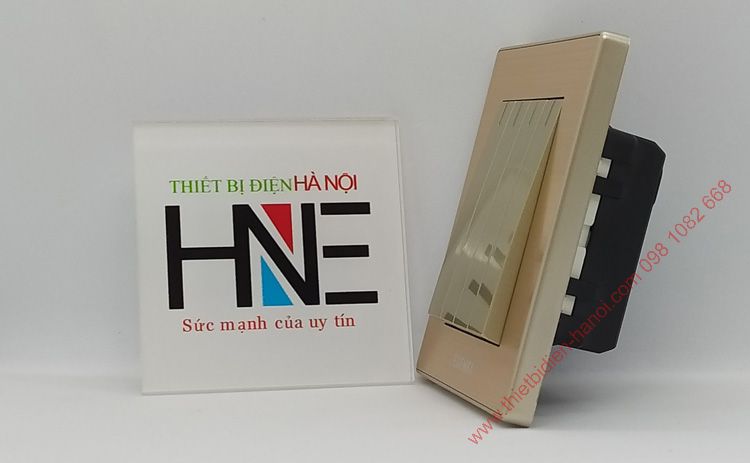 THIẾT BỊ ĐIỆN HÀ NỘI
HNE
Sức mạnh của uy tín
www.thietbidien-hanoi.com 098 1082 668